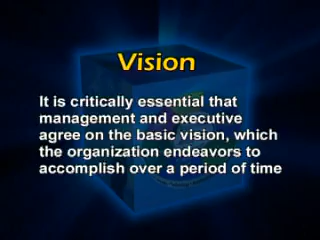 Vision
It is critically essential that
management and executive
agree on the basic vision, which
the organization endeavors to
accomplish over a period of time